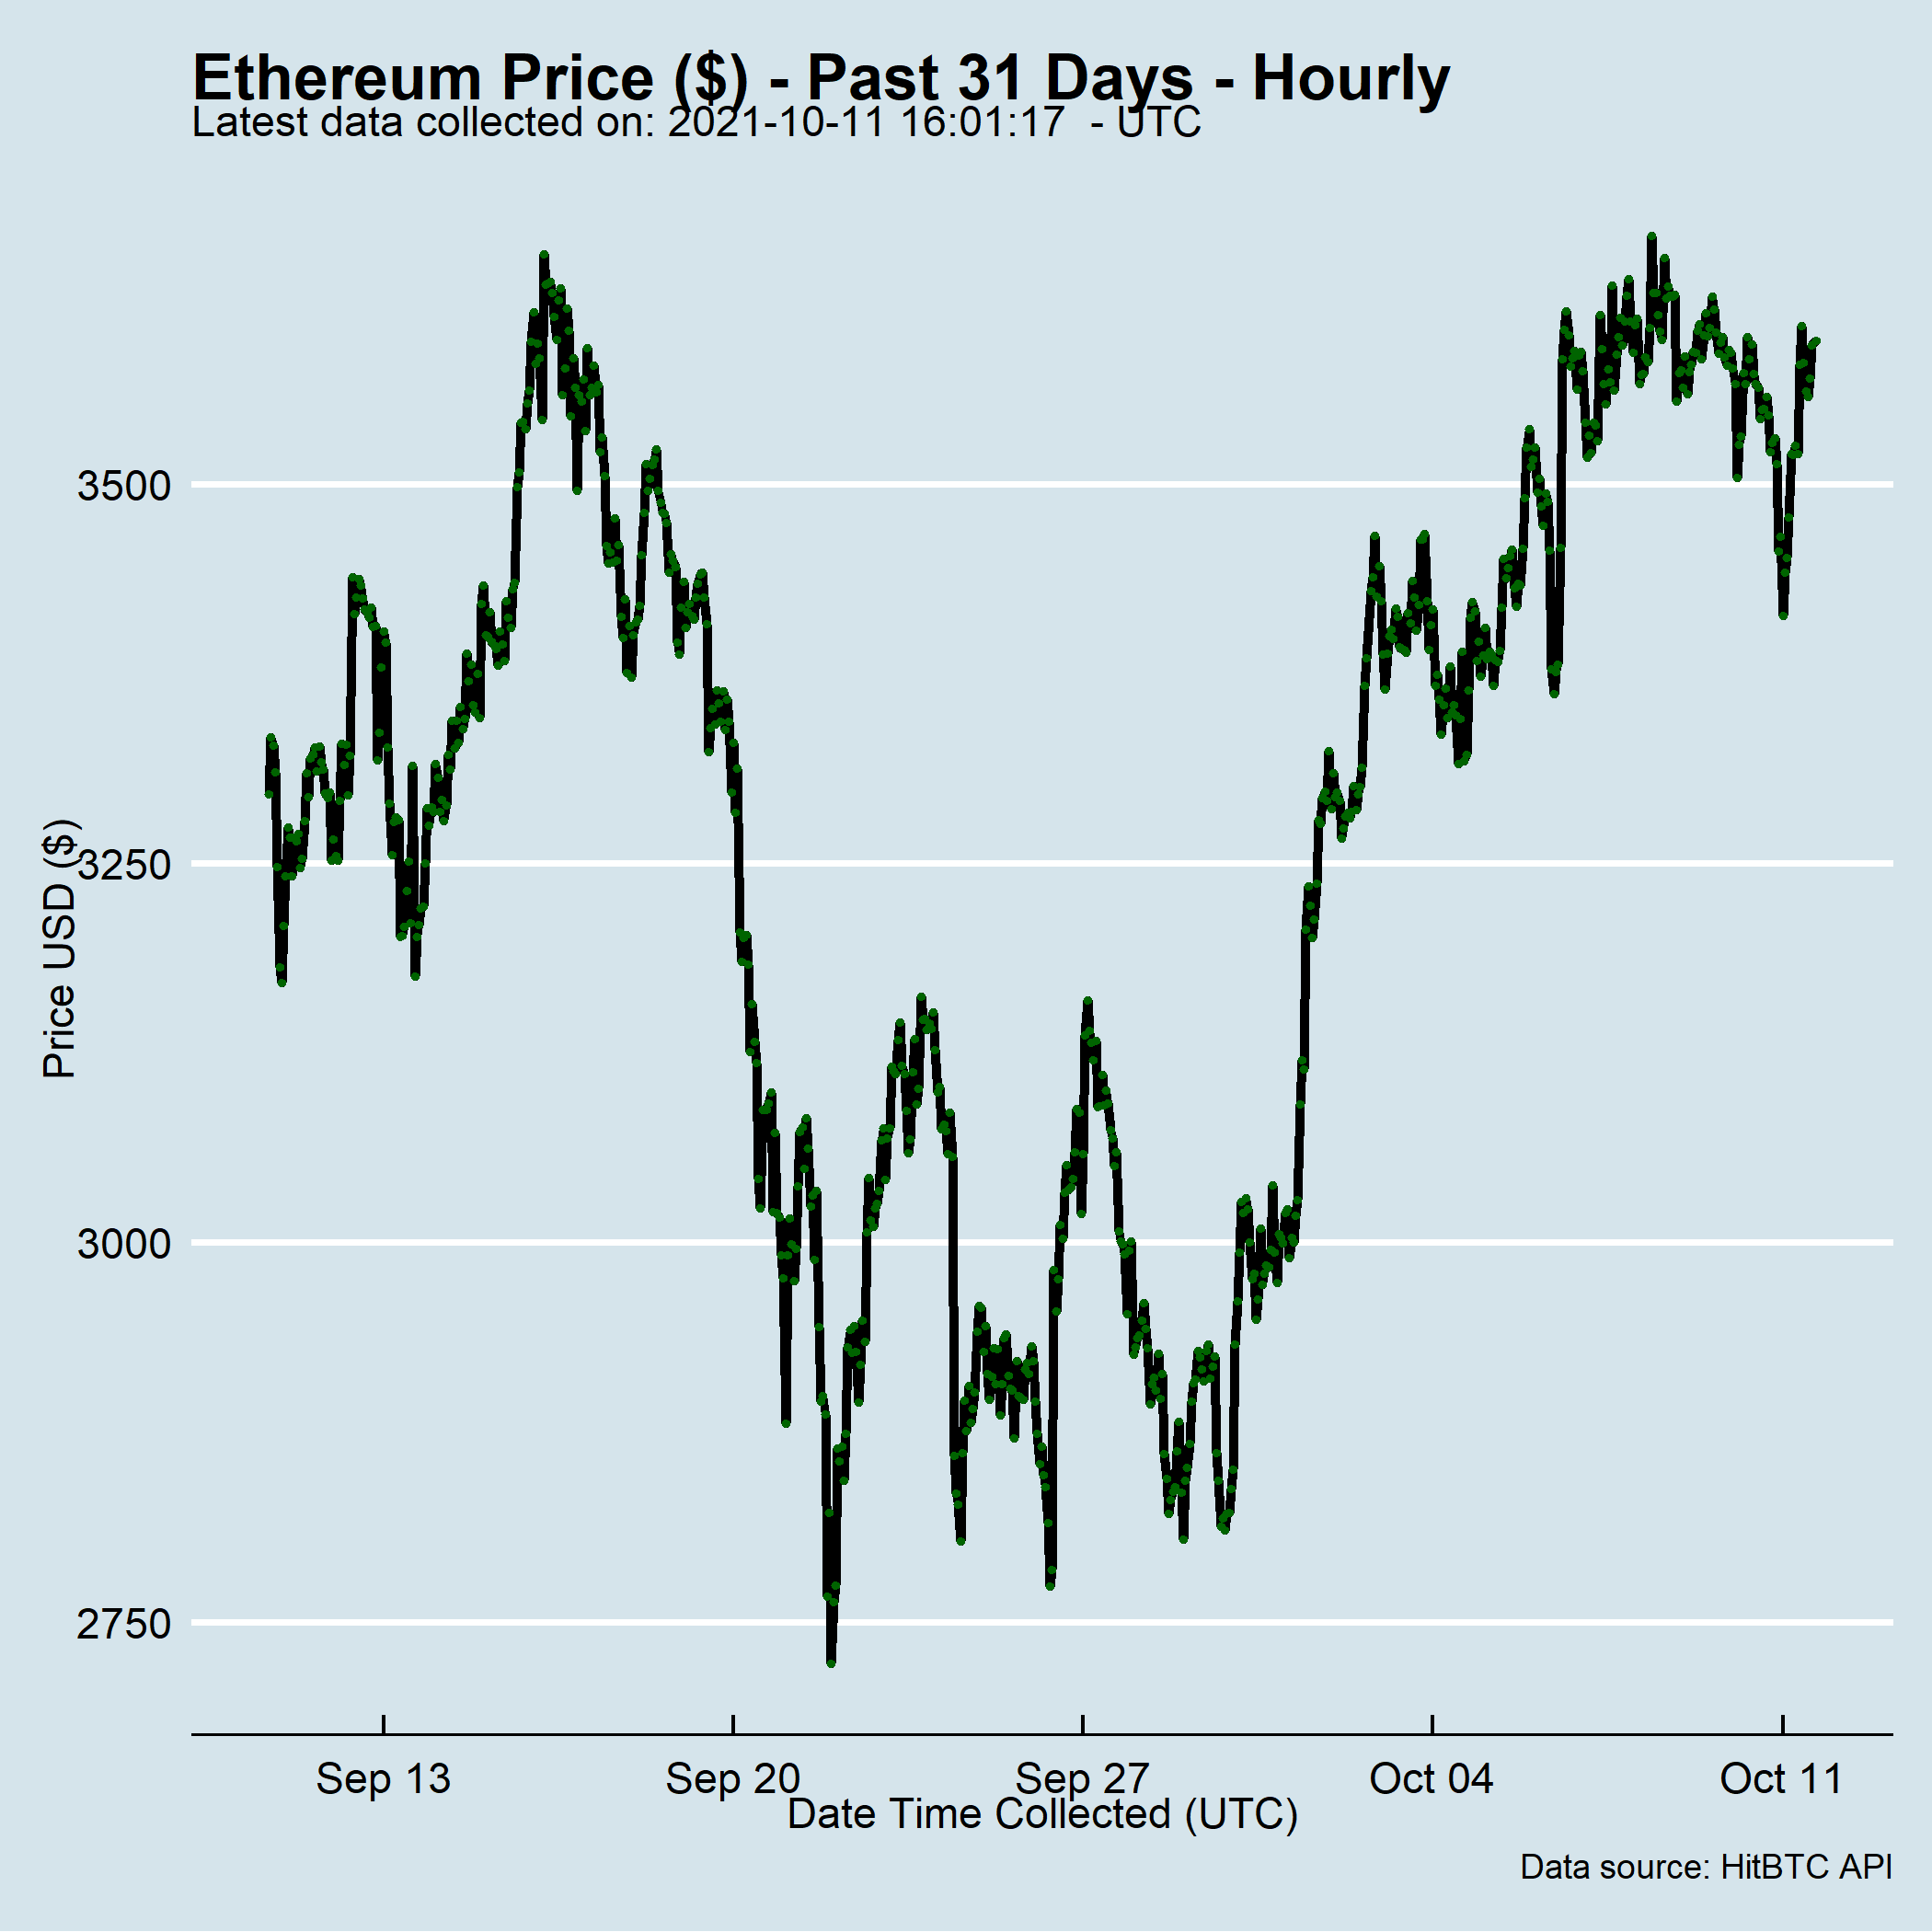 Ethereum Price ($) - Past 31 Days - Hourly
Latest data collected on: 2021-10-11 16:01:17  - UTC
3500
3250
3000
2750
Price USD ($)
Sep 13
Sep 20
Sep 27
Oct 04
Oct 11
Date Time Collected (UTC)
Data source: HitBTC API